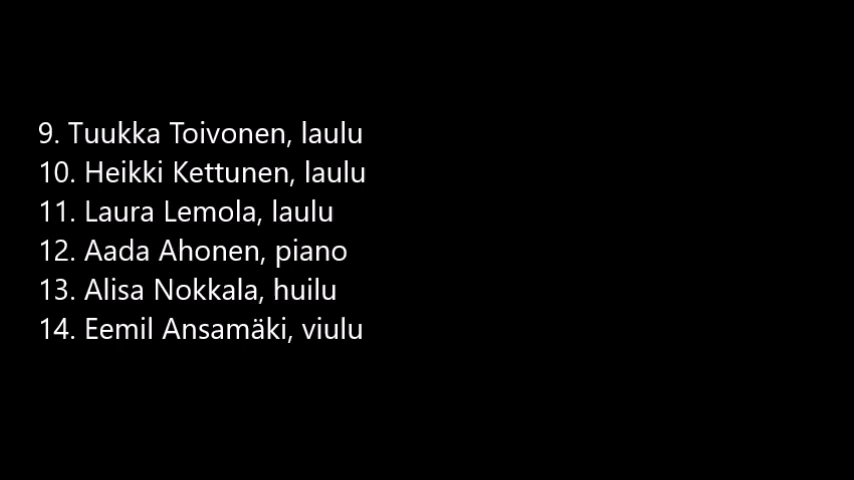 9. Tuukka Toivonen, laulu
10. Heikki Kettunen, laulu
11. Laura Lemola, laulu
12. Aada Ahonen, piano
13. Alisa Nokkala, huilu
14. Eemil Ansamäki, viulu